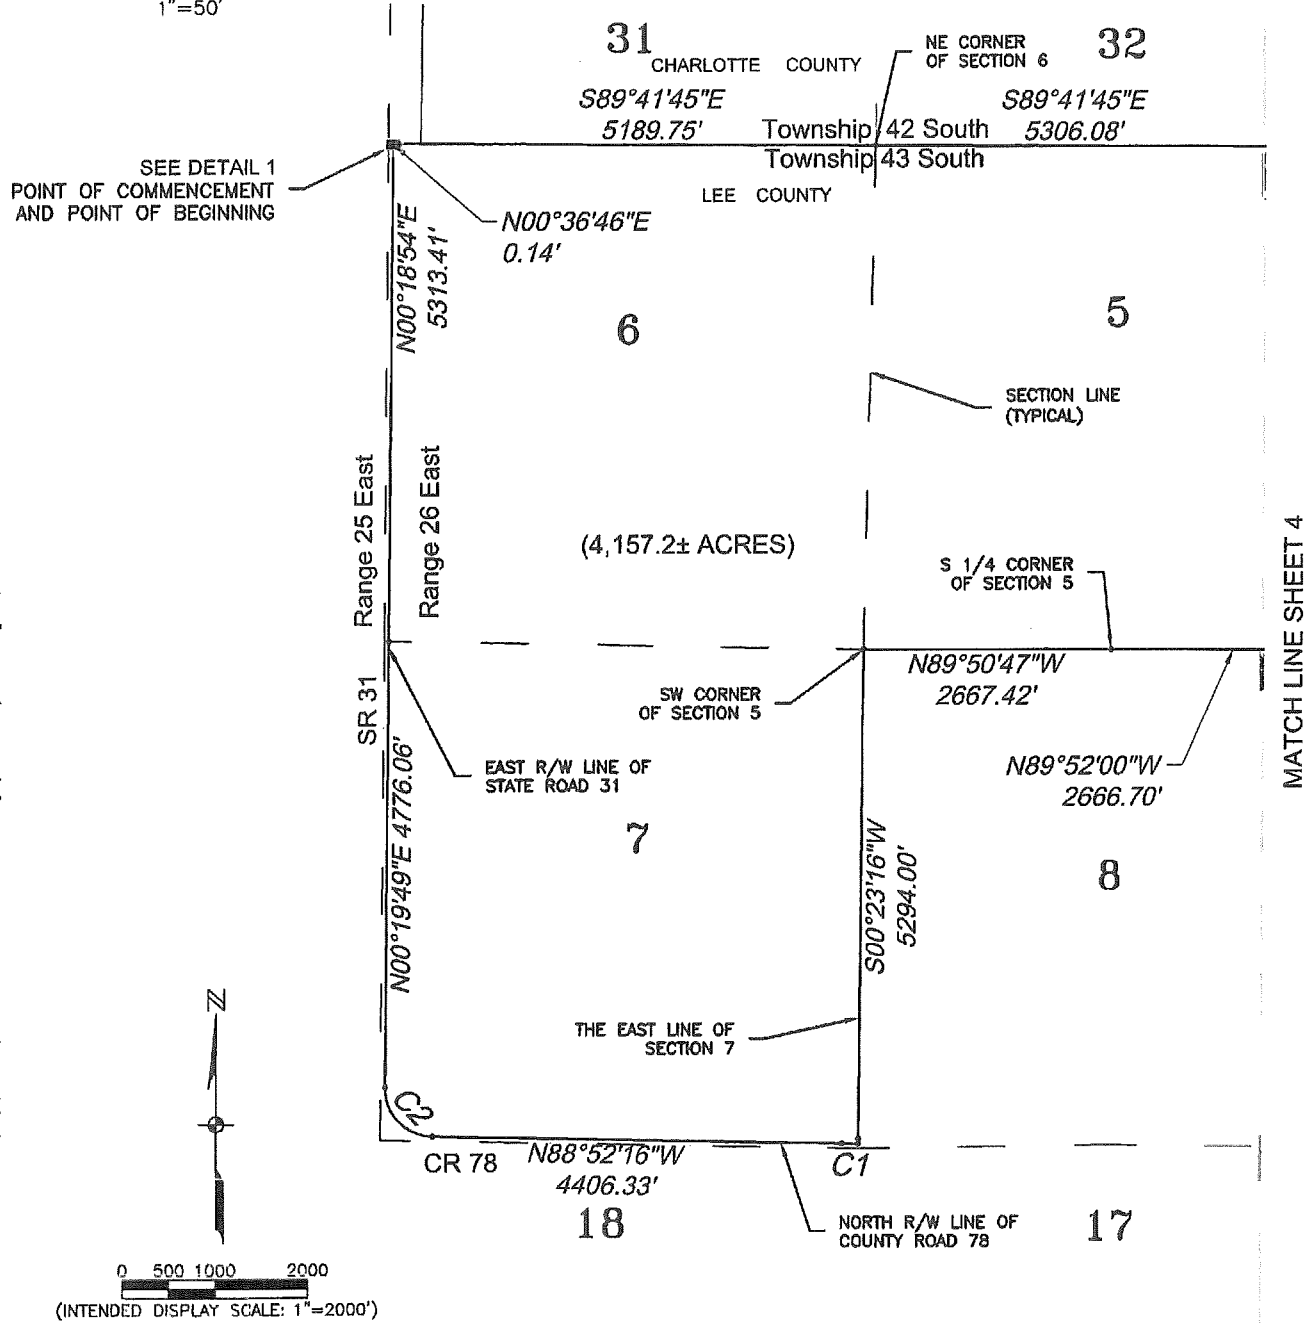 1"=50'
31
32
CHARLOTTE COUNTY
NE CORNER
OF SECTION 6
S89°41'45"E
5189.75'
S89°41'45"E
5306.08'
Township 42 South
Township 43 South
LEE COUNTY
SEE DETAIL 1
POINT OF COMMENCEMENT
AND POINT OF BEGINNING
N00°36'46"E
0.14'
N00°18'54"E
5313.41'
6
5
SECTION LINE
(TYPICAL)
Range 25 East
Range 26 East
(4,157.2± ACRES)
S 1/4 CORNER
OF SECTION 5
MATCH LINE SHEET 4
N89°50'47"W
2667.42'
SW CORNER
OF SECTION 5
SR 31
EAST R/W LINE OF
STATE ROAD 31
N89°52'00"W
2666.70'
N00°19'49"E 4776.06'
7
8
S00°23'16"W
5294.00'
THE EAST LINE OF
SECTION 7
N
C2
CR 78
N88°52'16"W
4406.33'
C1
18
17
NORTH R/W LINE OF
COUNTY ROAD 78
0 500 1000 2000
(INTENDED DISPLAY SCALE: 1"=2000')